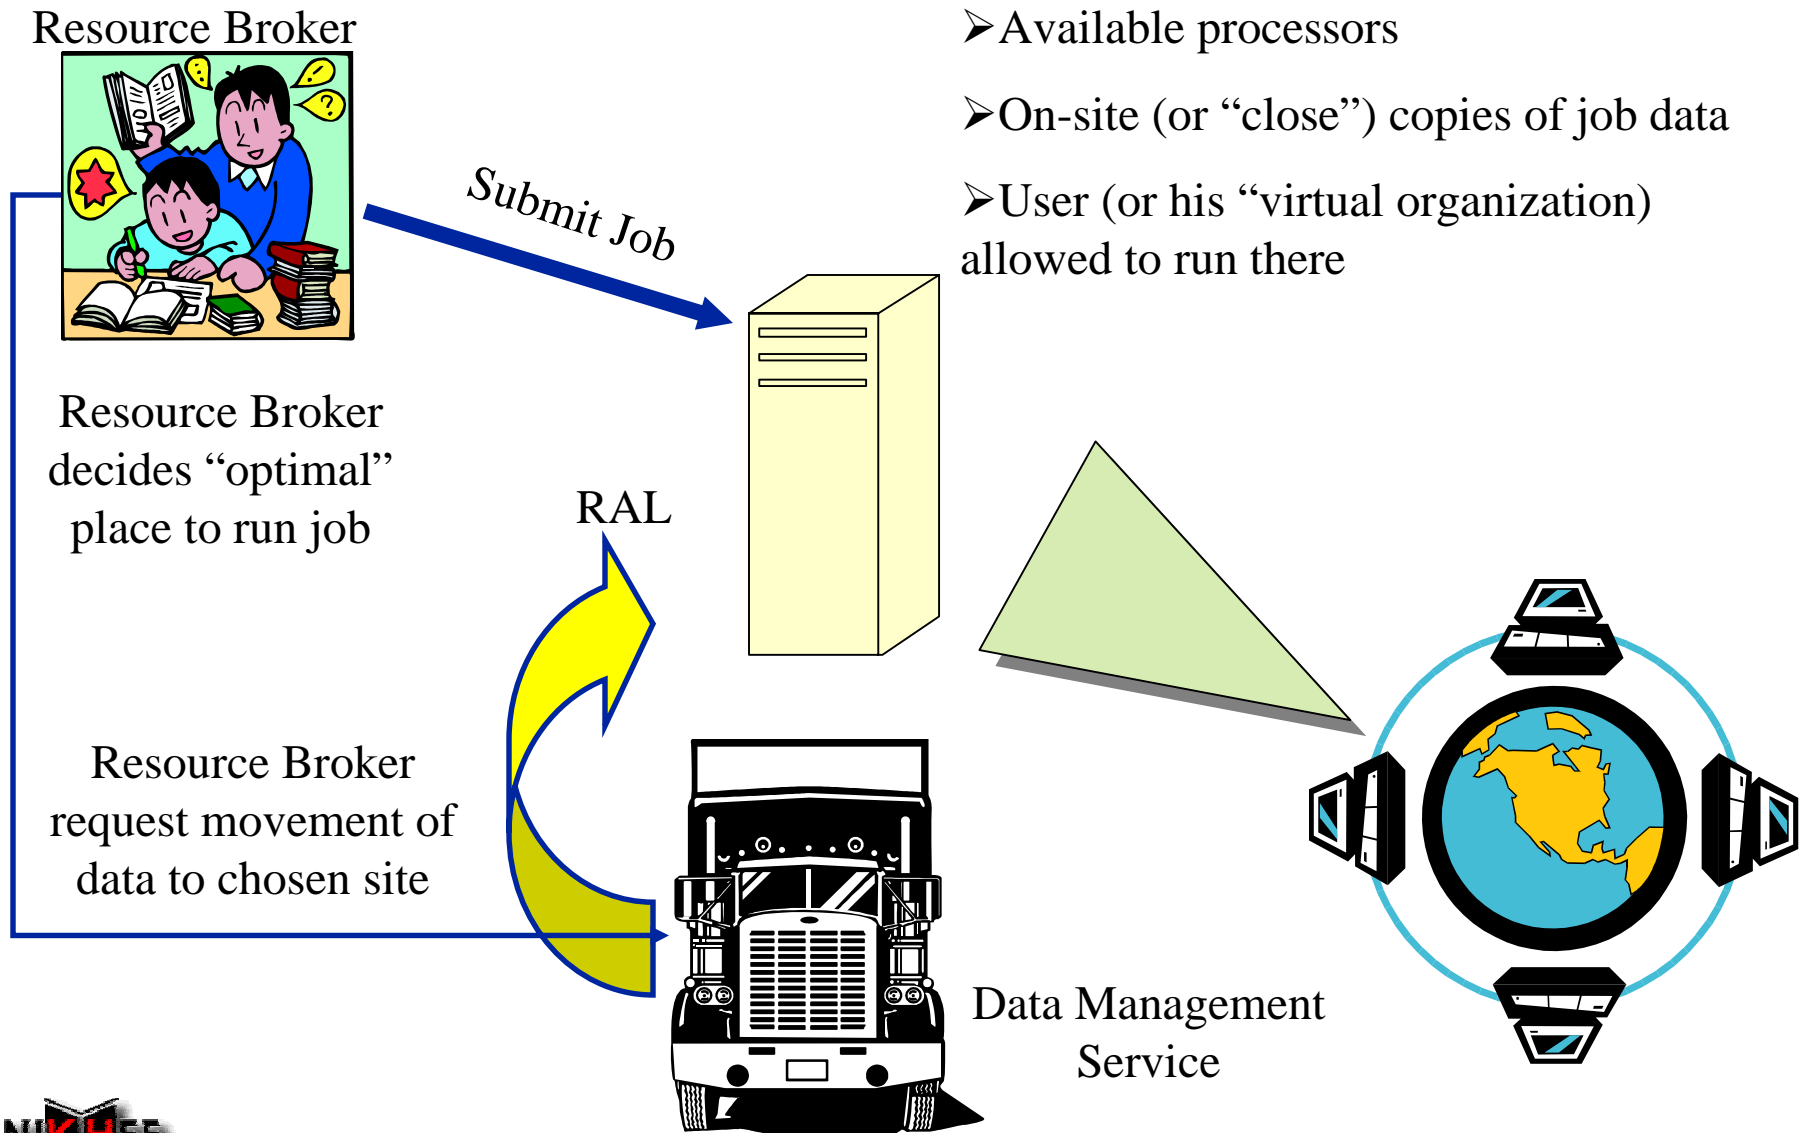 Resource Broker
➢Available processors
➢On-site (or “close”) copies of job data
➢User (or his “virtual organization)
allowed to run there
Submit Job
Resource Broker
decides “optimal”
place to run job
RAL
Resource Broker
request movement of
data to chosen site
Data Management
Service